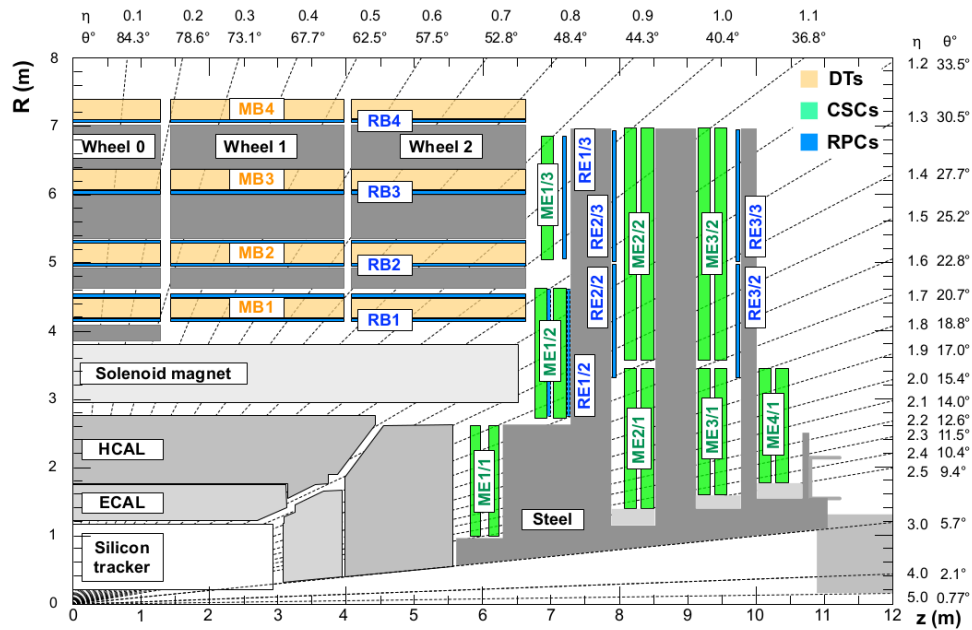 η 0.1 0.2 0.3 0.4 0.5 0.6 0.7 0.8 0.9 1.0 1.1
θ° 84.3° 78.6° 73.1° 67.7° 62.5° 57.5° 52.8° 48.4° 44.3° 40.4° 36.8° η θ°
R (m)
8
7
6
5
4
3
2
1
0
1.2 33.5°
1.3 30.5°
1.4 27.7°
1.5 25.2°
1.6 22.8°
1.7 20.7°
1.8 18.8°
1.9 17.0°
2.0 15.4°
2.1 14.0°
2.2 12.6°
2.3 11.5°
2.4 10.4°
2.5 9.4°
3.0 5.7°
4.0 2.1°
5.0 0.77°
DTs
CSCs
RPCs
MB4
RB4
Wheel 0
Wheel 1
Wheel 2
MB3
RB3
MB2
RB2
MB1
RB1
Solenoid magnet
HCAL
ECAL
Silicon
tracker
Steel
ME1/1
ME1/2
ME1/3
RE1/3
RE1/2
RE2/3
RE2/2
ME2/2
ME2/1
ME3/2
ME3/1
RE3/3
RE3/2
ME4/1
0 1 2 3 4 5 6 7 8 9 10 11 12
z (m)